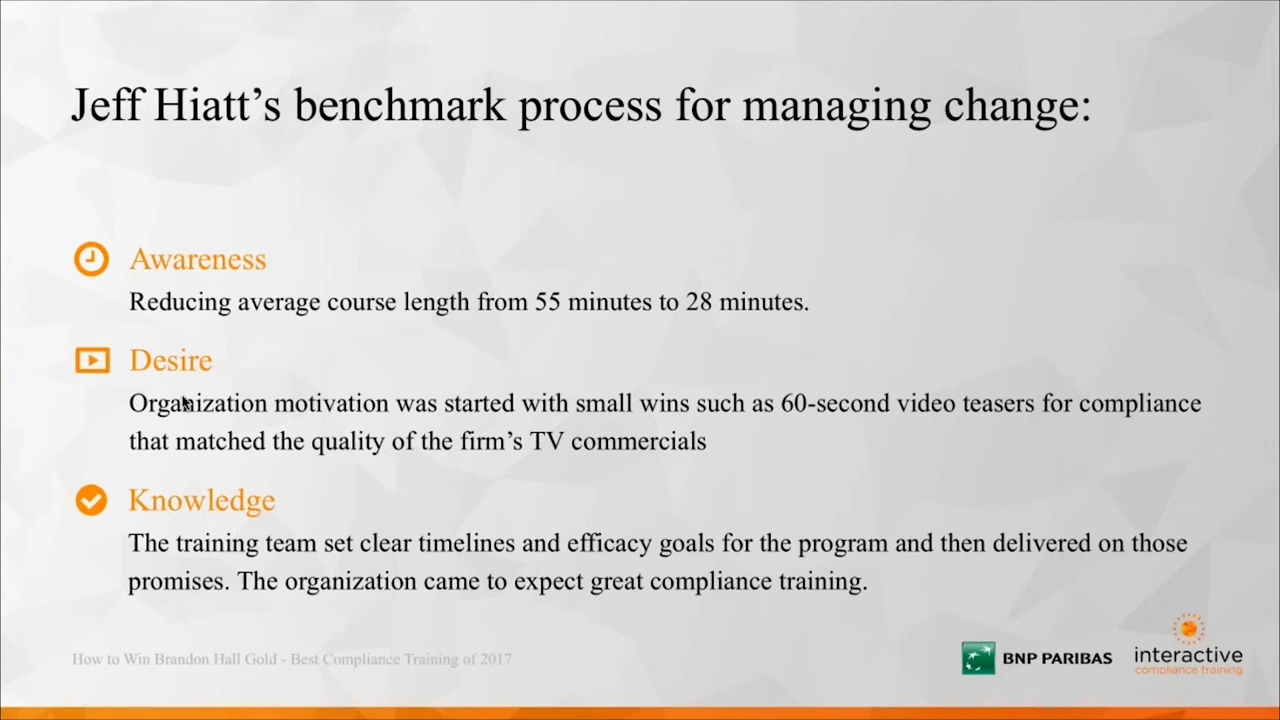 Jeff Hiatt’s benchmark process for managing change:
Awareness
Reducing average course length from 55 minutes to 28 minutes.
Desire
Organization motivation was started with small wins such as 60-second video teasers for compliance
that matched the quality of the firm’s TV commercials
Knowledge
The training team set clear timelines and efficacy goals for the program and then delivered on those
promises. The organization came to expect great compliance training.
How to Win Brandon Hall Gold - Best Compliance Training of 2017
BNP PARIBAS
interactive
compliance training